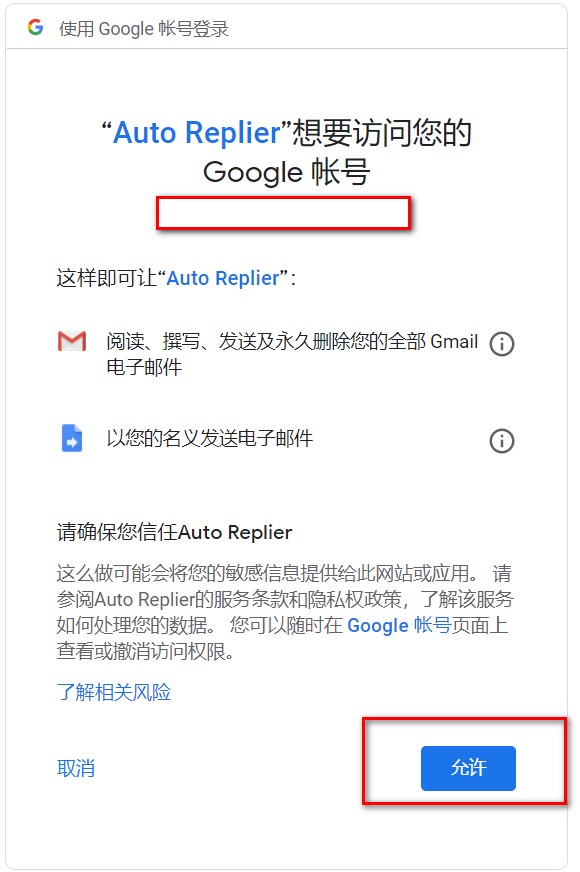 使用 Google 帐号登录
“Auto Replier”想要访问您的
Google 帐号
这样即可让“Auto Replier”：
阅读、撰写、发送及永久删除您的全部 Gmail
电子邮件
以您的名义发送电子邮件
请确保您信任Auto Replier
这么做可能会将您的敏感信息提供给此网站或应用。 请
参阅Auto Replier的服务条款和隐私权政策，了解该服务
如何处理您的数据。 您可以随时在 Google 帐号页面上
查看或撤消访问权限。
了解相关风险
取消
允许